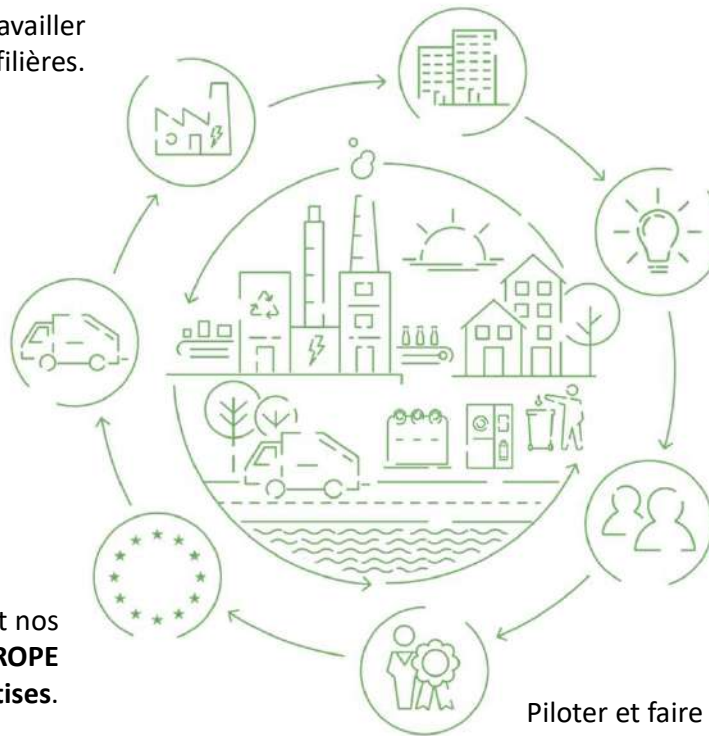 availler
filières.
t nos
ROPE
tises.
Piloter et faire